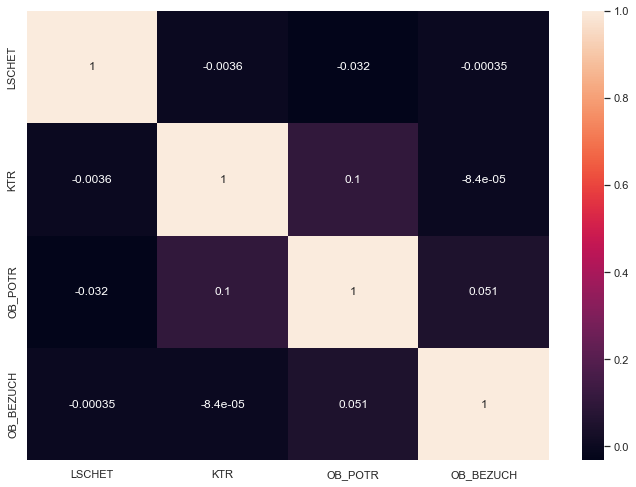 LSCHET 1 -0.0036 -0.032 -0.00035
KTR -0.0036 1 0.1 -8.4e-05
OB_POTR -0.032 0.1 1 0.051
OB_BEZUCH -0.00035 -8.4e-05 0.051 1
LSCHET KTR OB_POTR OB_BEZUCH
1.0
0.8
0.6
0.4
0.2
0.0